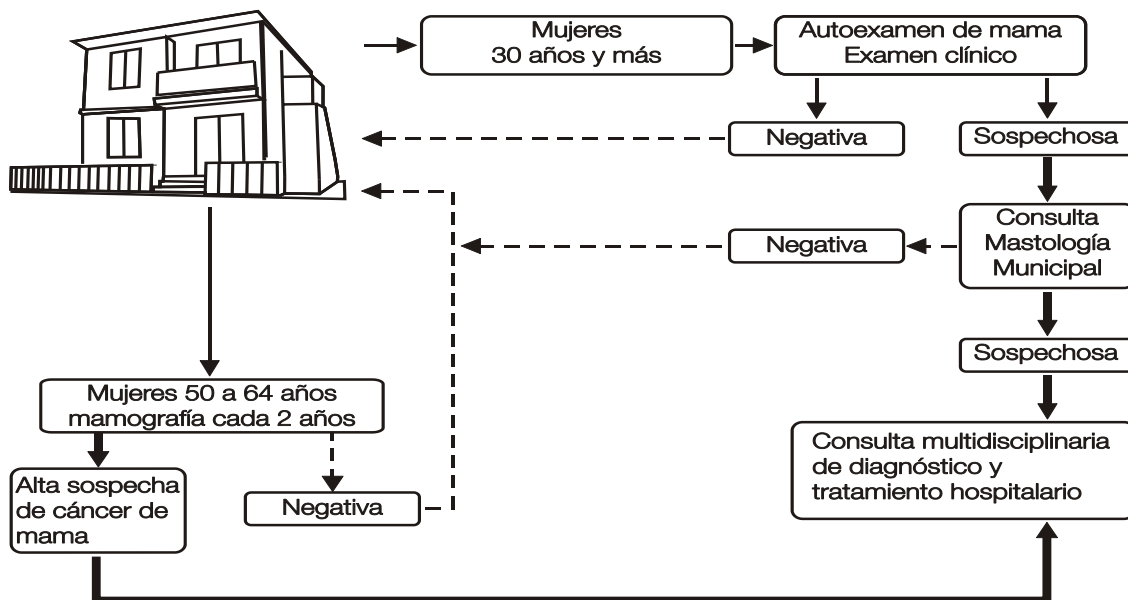 Mujeres
30 años y más
Autoexamen de mama
Examen clínico
Negativa
Sospechosa
Negativa
Consulta
Mastología
Municipal
Sospechosa
Mujeres 50 a 64 años
mamografía cada 2 años
Consulta multidisciplinaria
de diagnóstico y
tratamiento hospitalario
Alta sospecha
de cáncer de
mama
Negativa